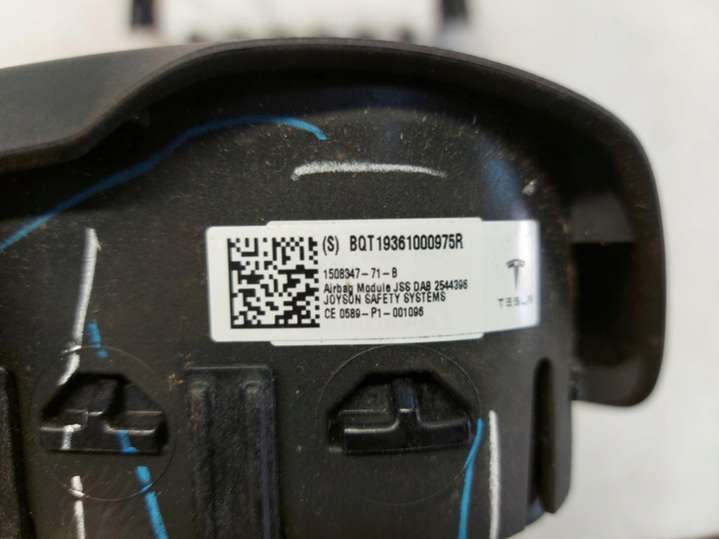 (S) BQT19361000975R
1508347-71-B
Airbag Module JSS DAB 2544396
JOYSON SAFETY SYSTEMS
CE 0589-P1-001096
TESLA